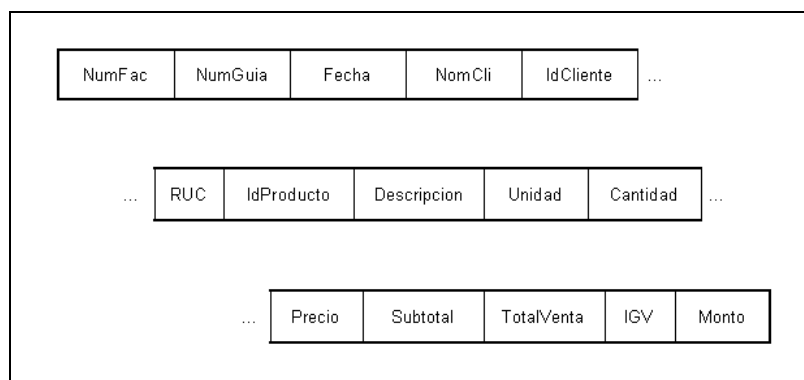 NumFac NumGuia Fecha NomCli IdCliente ...
... RUC IdProducto Descripcion Unidad Cantidad ...
... Precio Subtotal TotalVenta IGV Monto